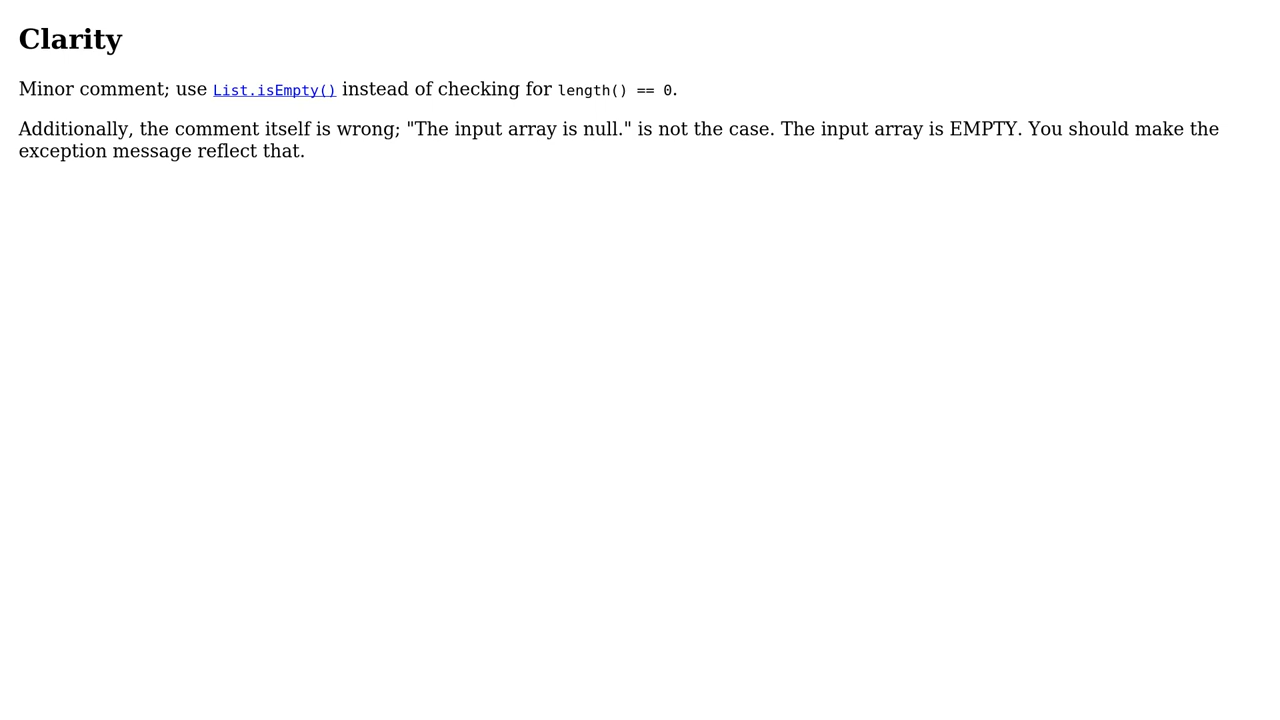 Clarity
Minor comment; use List.isEmpty() instead of checking for length() == 0.
Additionally, the comment itself is wrong; "The input array is null." is not the case. The input array is EMPTY. You should make the
exception message reflect that.